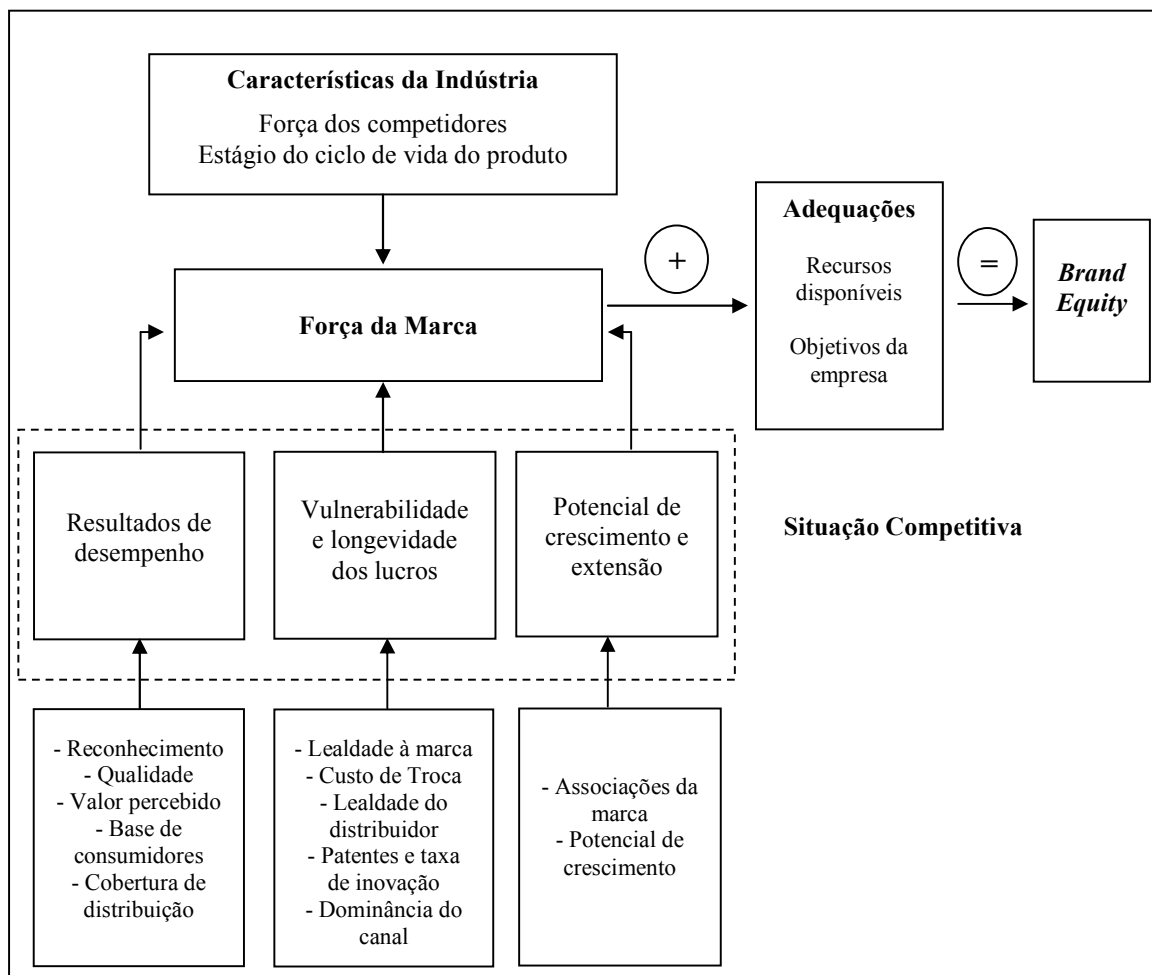 Características da Indústria
Força dos competidores
Estágio do ciclo de vida do produto
Força da Marca
+
Adequações
Recursos
disponíveis
Objetivos da
empresa
=
Brand
Equity
Resultados de
desempenho
Vulnerabilidade
e longevidade
dos lucros
Potencial de
crescimento e
extensão
Situação Competitiva
- Reconhecimento
- Qualidade
- Valor percebido
- Base de
consumidores
- Cobertura de
distribuição
- Lealdade à marca
- Custo de Troca
- Lealdade do
distribuidor
- Patentes e taxa
de inovação
- Dominância do
canal
- Associações da
marca
- Potencial de
crescimento